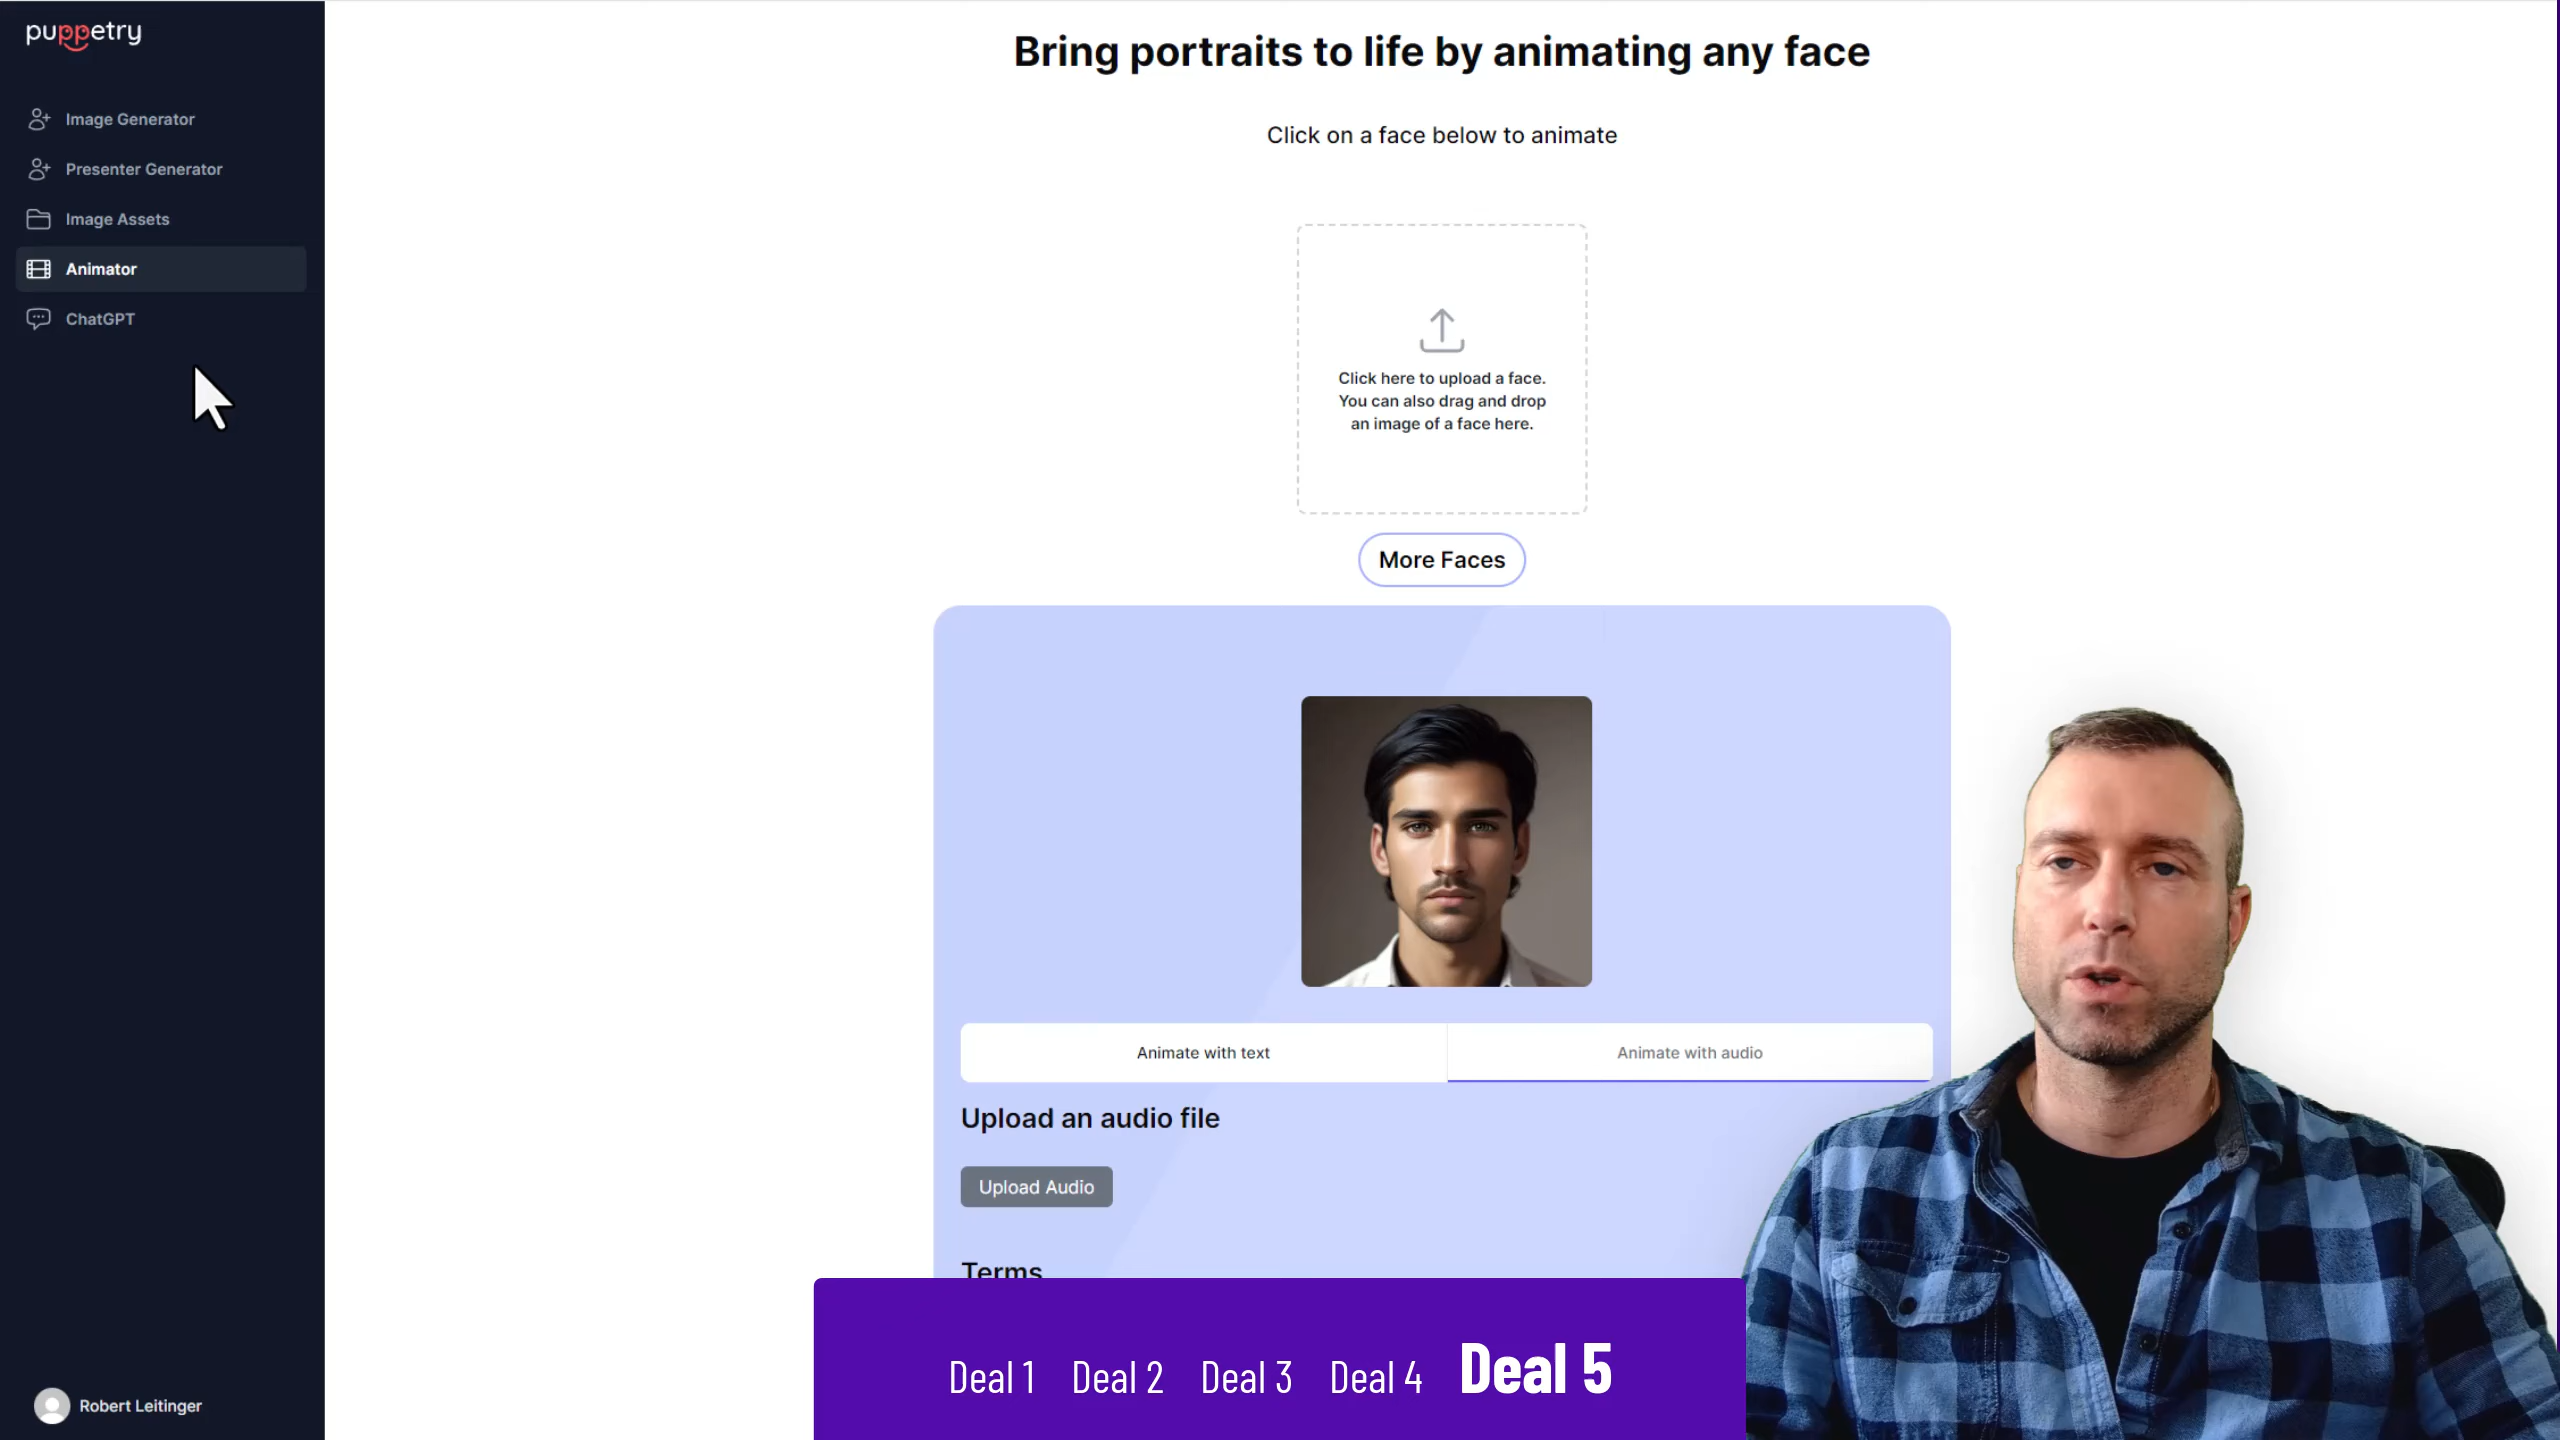 puppetry
Image Generator
Presenter Generator
Image Assets
Animator
ChatGPT
Robert Leitinger
Bring portraits to life by animating any face
Click on a face below to animate
Click here to upload a face.
You can also drag and drop
an image of a face here.
More Faces
Animate with text
Animate with audio
Upload an audio file
Upload Audio
Terms
Deal 1 Deal 2 Deal 3 Deal 4 Deal 5